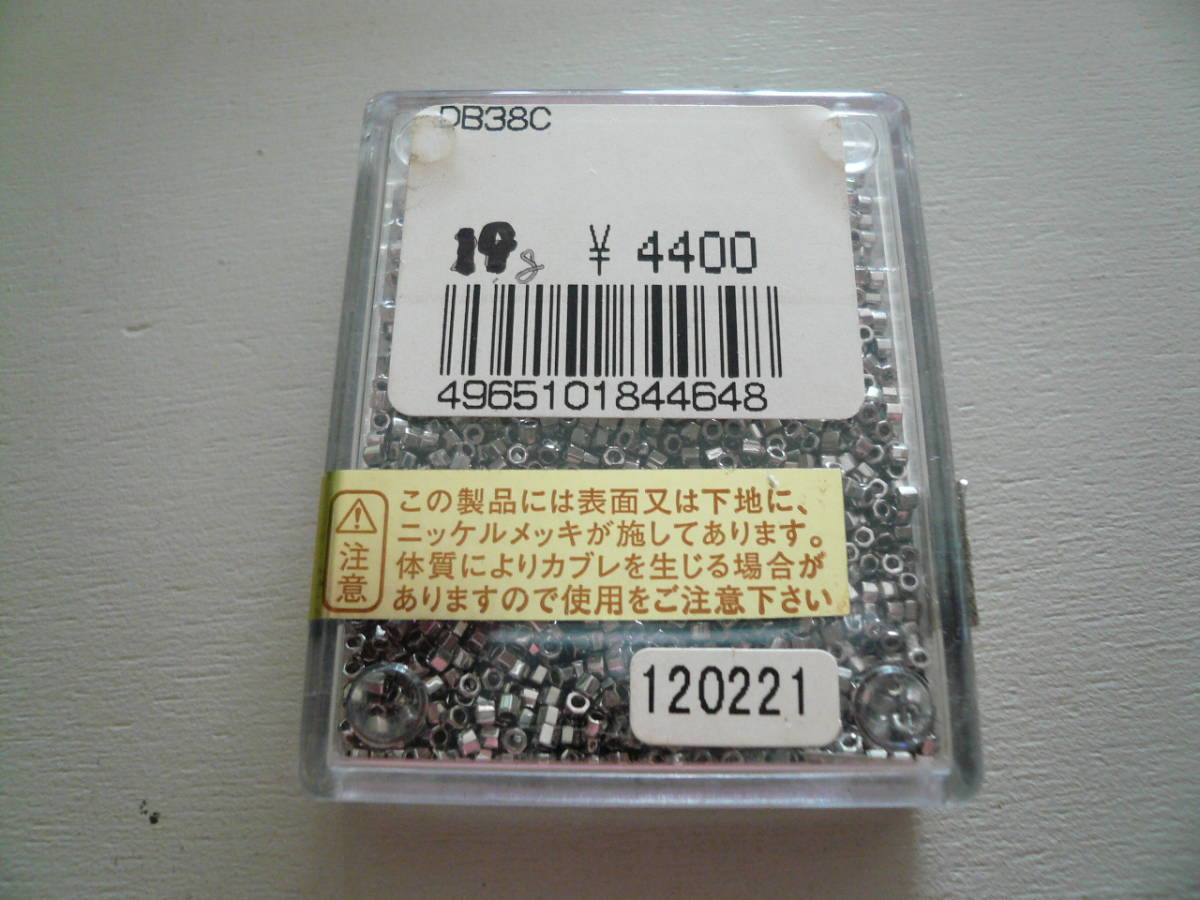 DB38C
19g ¥ 4400
4965101844648
この製品には表面又は下地に、
ニッケルメッキが施してあります。
体質によりカブレを生じる場合が
ありますので使用をご注意下さい
注意
120221